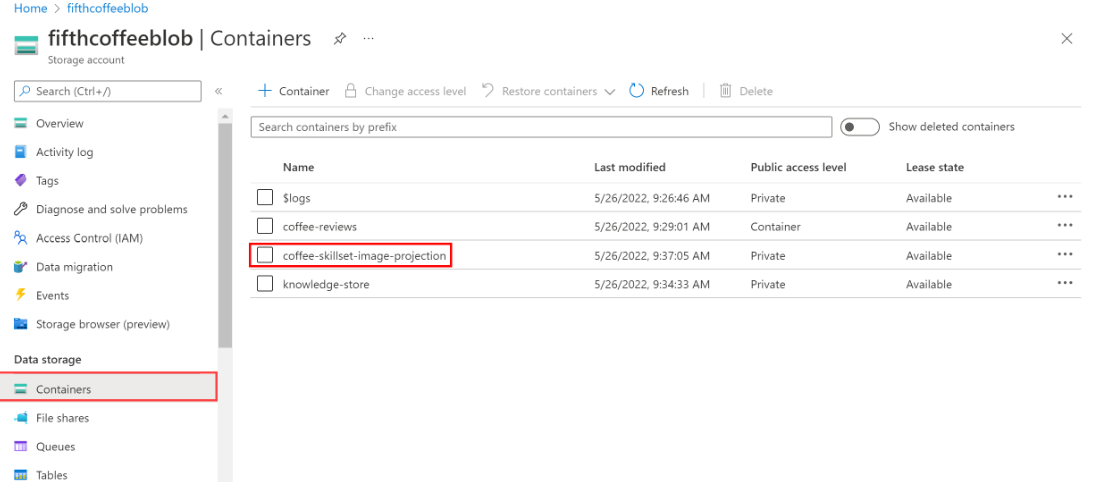 Home > fifthcoffeeblob
fifthcoffeeblob | Containers ...
Storage account
Search (Ctrl+/) «
+ Container Change access level Restore containers Refresh Delete
Overview
Activity log
Tags
Diagnose and solve problems
Access Control (IAM)
Data migration
Events
Storage browser (preview)
Data storage
Containers
File shares
Queues
Tables
Search containers by prefix Show deleted containers
Name Last modified Public access level Lease state
$logs 5/26/2022, 9:26:46 AM Private Available ...
coffee-reviews 5/26/2022, 9:29:01 AM Container Available ...
coffee-skillset-image-projection 5/26/2022, 9:37:05 AM Private Available ...
knowledge-store 5/26/2022, 9:34:33 AM Private Available ...